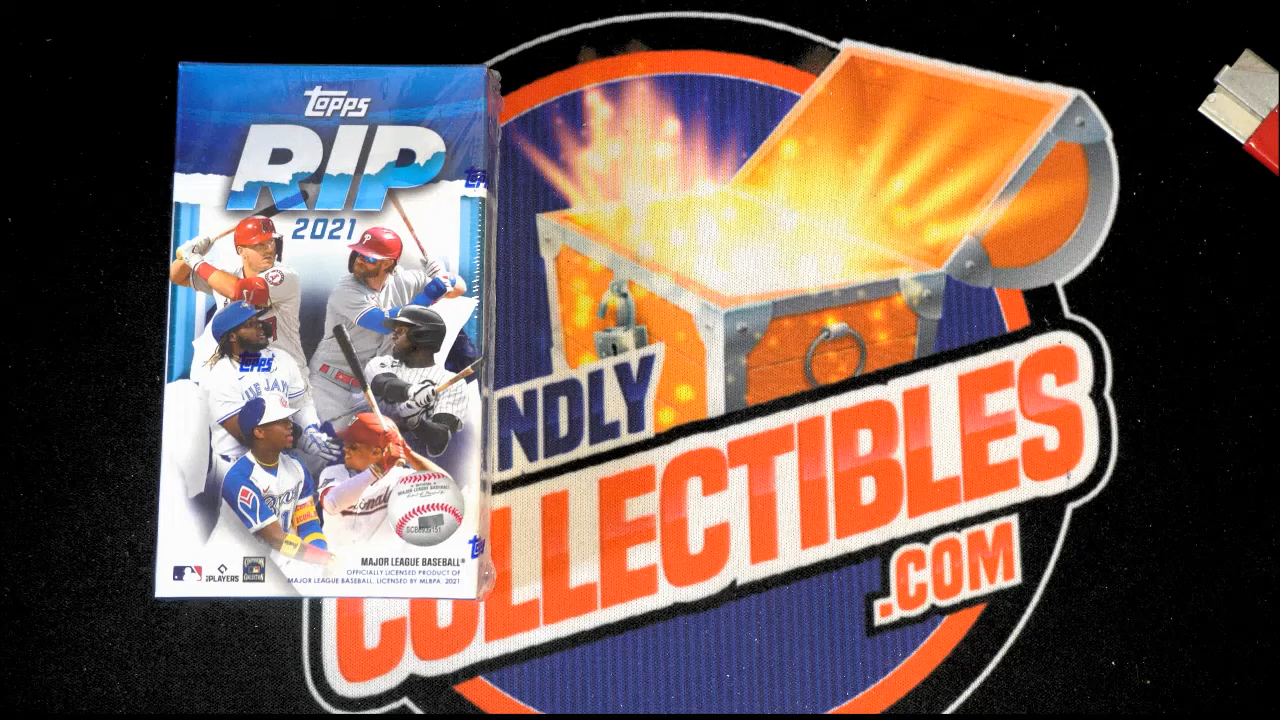 TOPPS
RIP
2021
TOPPS
MAJOR LEAGUE BASEBALL®
OFFICIALLY LICENSED PRODUCT OF
MAJOR LEAGUE BASEBALL. LICENSED BY MLBPA. 2021
PLAYERS
NDLY
COLLECTIBLES
.COM